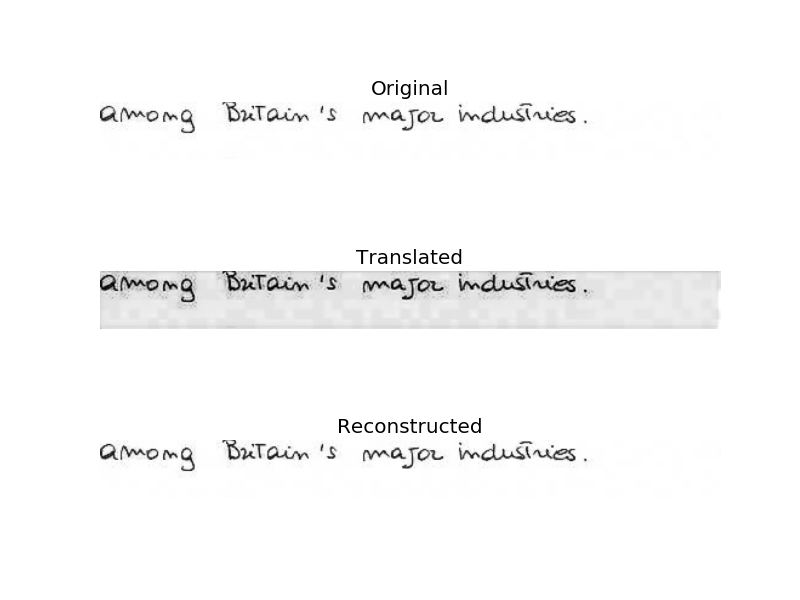 Original
among Britain's major industries.
Translated
among Britain's major industries.
Reconstructed
among Britain's major industries.